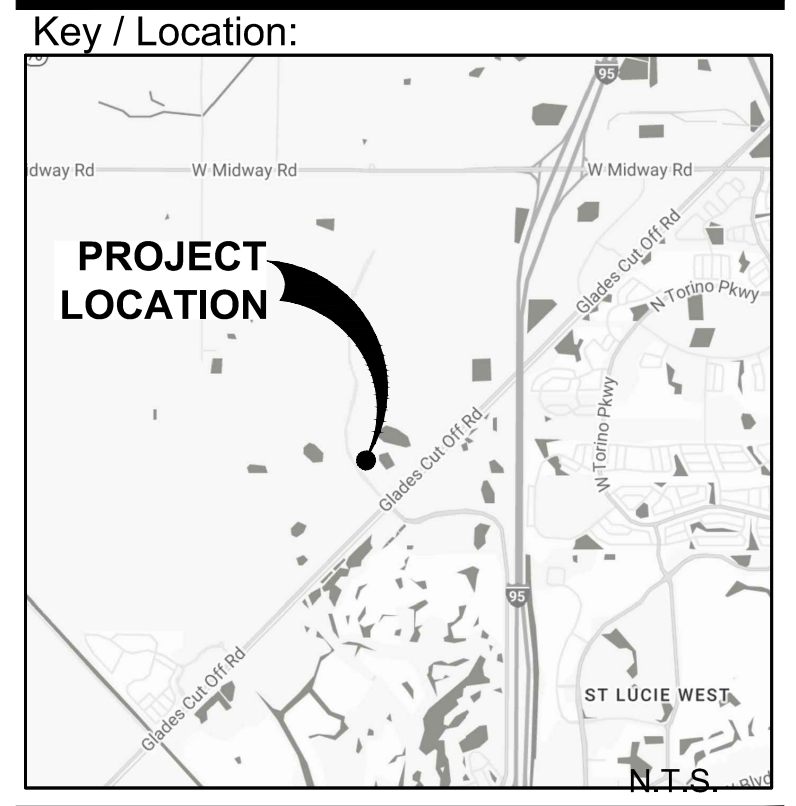 Key / Location:
95
idway Rd
W Midway Rd
W Midway Rd
Glades Cut Off Rd
PROJECT
LOCATION
N Torino Pkwy
W Torino Pkwy
Glades Cut Off Rd
95
Glades Cut Off Rd
ST LUCIE WEST
N.T.S.
Blvd